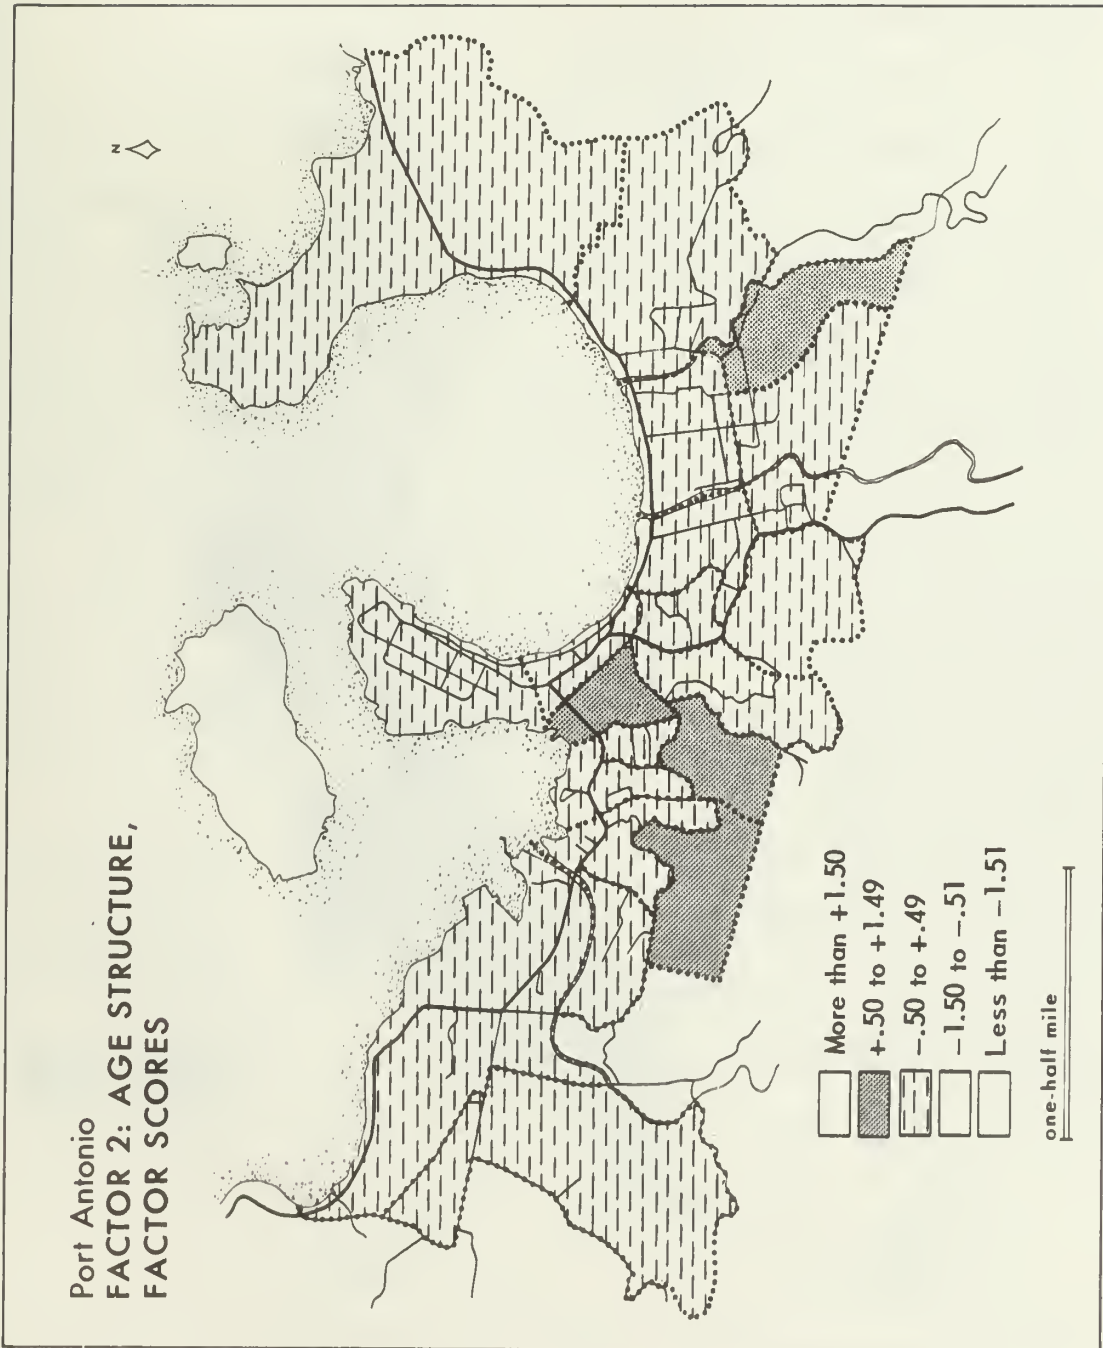 Port Antonio
FACTOR 2: AGE STRUCTURE,
FACTOR SCORES
N
More than +1.50
+.50 to +1.49
-.50 to +.49
-1.50 to -.51
Less than -1.51
one-half mile